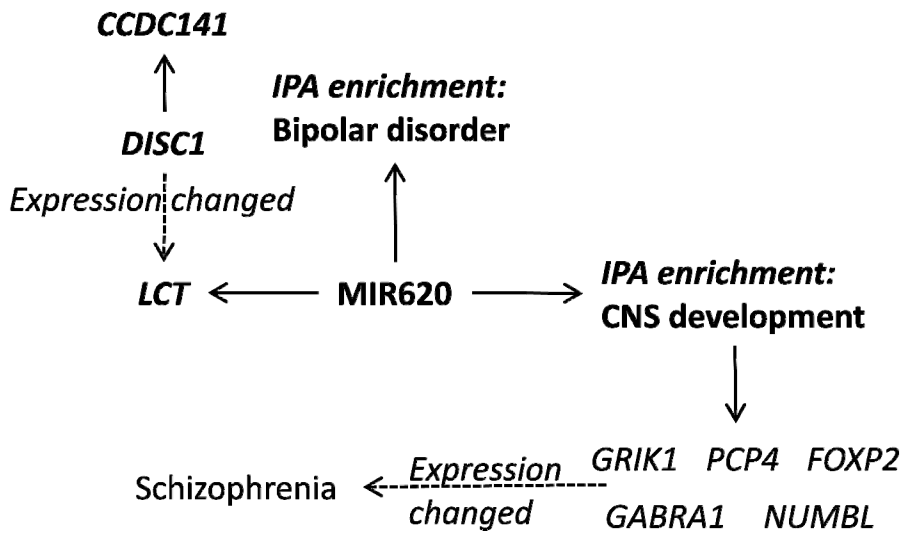 CCDC141
IPA enrichment:
Bipolar disorder
DISC1
Expression changed
LCT
MIR620
IPA enrichment:
CNS development
GRIK1 PCP4 FOXP2
GABRA1 NUMBL
Expression
changed
Schizophrenia